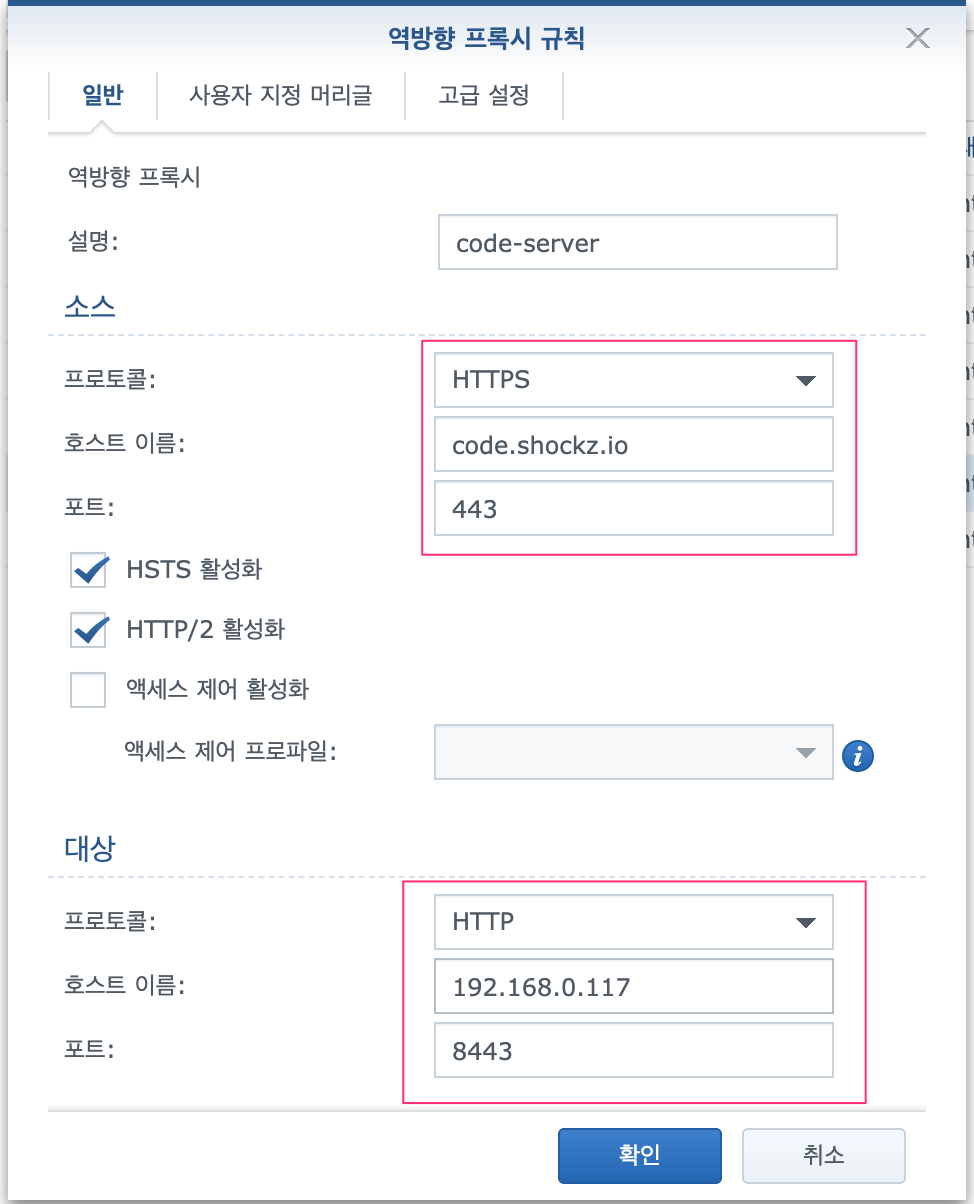 역방향 프록시 규칙
일반 사용자 지정 머리글 고급 설정
역방향 프록시
설명: code-server
소스
프로토콜: HTTPS
호스트 이름: code.shockz.io
포트: 443
HSTS 활성화
HTTP/2 활성화
액세스 제어 활성화
액세스 제어 프로파일:
대상
프로토콜: HTTP
호스트 이름: 192.168.0.117
포트: 8443
확인 취소